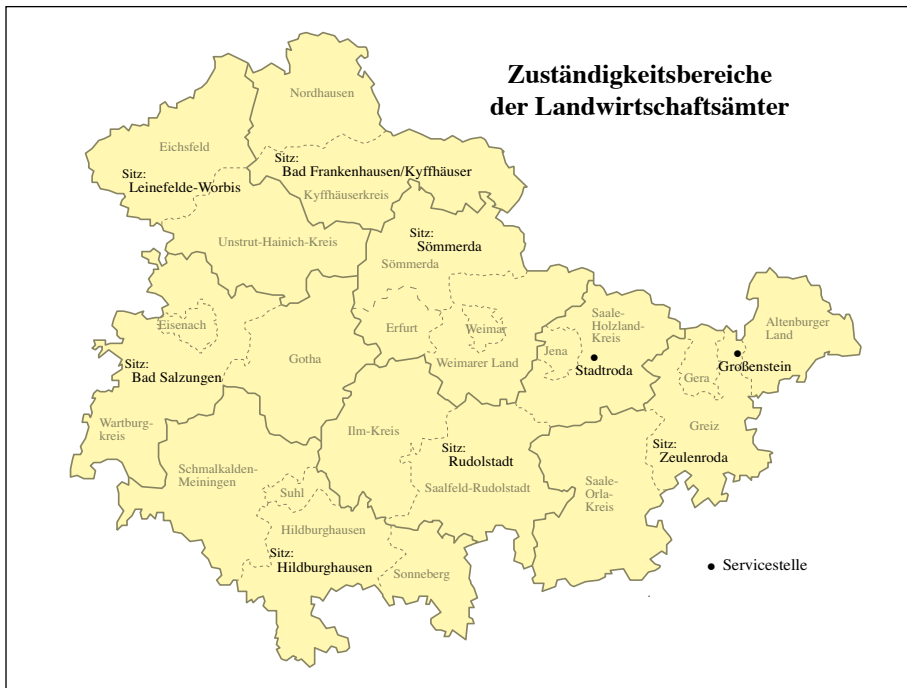 Zuständigkeitsbereiche
der Landwirtschaftsämter
Nordhausen
Eichsfeld
Sitz:
Bad Frankenhausen/Kyffhäuser
Sitz:
Leinefelde-Worbis
Kyffhäuserkreis
Unstrut-Hainich-Kreis
Sitz:
Sömmerda
Sömmerda
Eisenach
Erfurt
Weimar
Saale-
Holzland-
Kreis
Altenburger
Land
Gotha
Weimarer Land
Jena
Stadtroda
Großenstein
Sitz:
Bad Salzungen
Gera
Wartburg-
kreis
Ilm-Kreis
Greiz
Sitz:
Rudolstadt
Sitz:
Zeulenroda
Schmalkalden-
Meiningen
Suhl
Saalfeld-Rudolstadt
Saale-
Orla-
Kreis
Hildburghausen
Sitz:
Hildburghausen
Sonneberg
Servicestelle